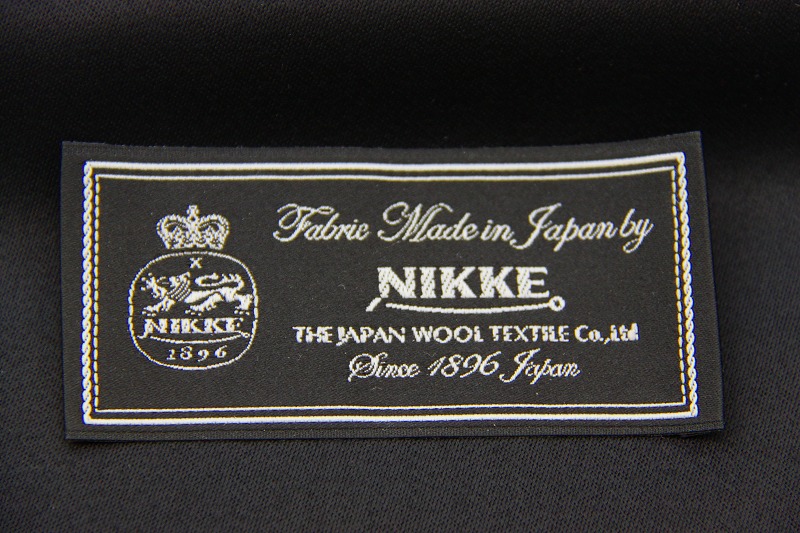 Fabric Made in Japan by
NIKKE
THE JAPAN WOOL TEXTILE Co.,Ltd
Since 1896 Japan
NIKKE
1896